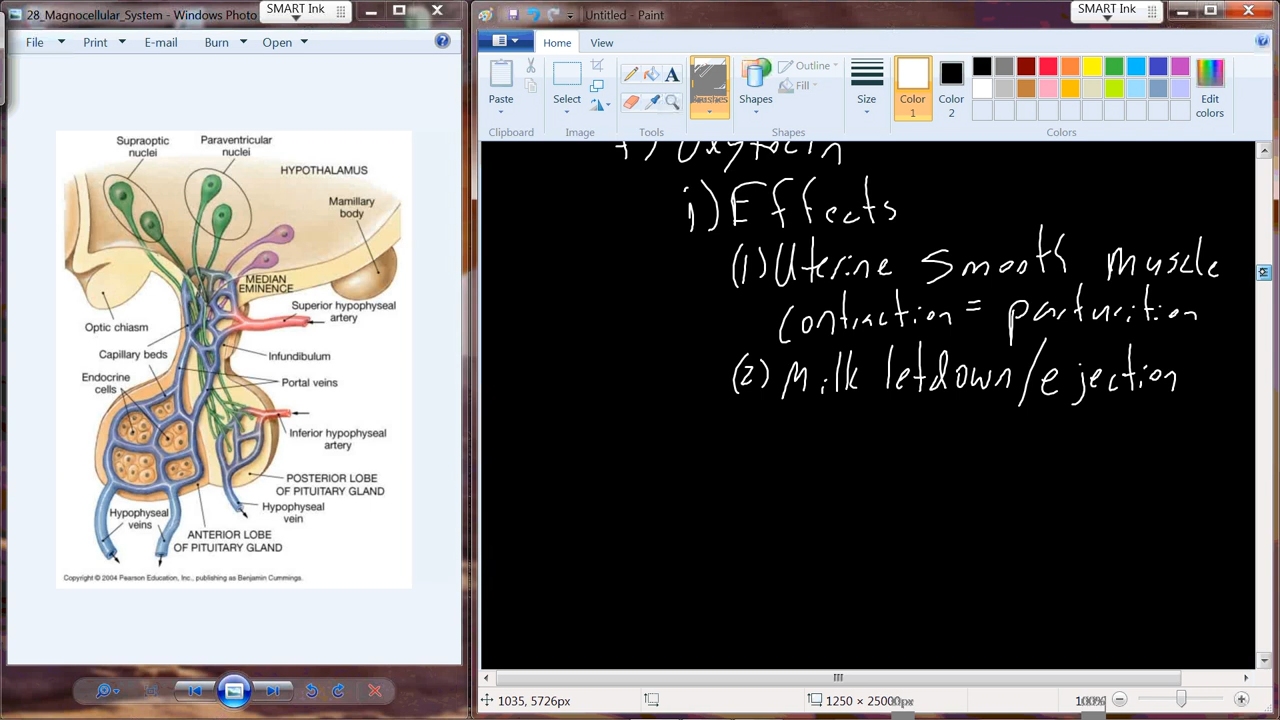 28_Magnocellular_System - Windows Photo
SMART Ink
File Print E-mail Burn Open
Supraoptic
nuclei
Paraventricular
nuclei
HYPOTHALAMUS
Mamillary
body
MEDIAN
EMINENCE
Superior hypophyseal
artery
Optic chiasm
Capillary beds
Infundibulum
Endocrine
cells
Portal veins
Inferior hypophyseal
artery
POSTERIOR LOBE
OF PITUITARY GLAND
Hypophyseal
vein
Hypophyseal
veins
ANTERIOR LOBE
OF PITUITARY GLAND
Copyright © 2004 Pearson Education, Inc., publishing as Benjamin Cummings.
Untitled - Paint
SMART Ink
Home View
Paste
Clipboard
Select
Image
Tools
Brushes
Shapes
Outline
Fill
Shapes
Size
Color
1
Color
2
Edit
colors
Colors
Oxytocin
i) Effects
(1) Uterine smooth muscle
contraction = parturition
(2) Milk letdown/ejection
1035, 5726px
1250 × 25000px
100%